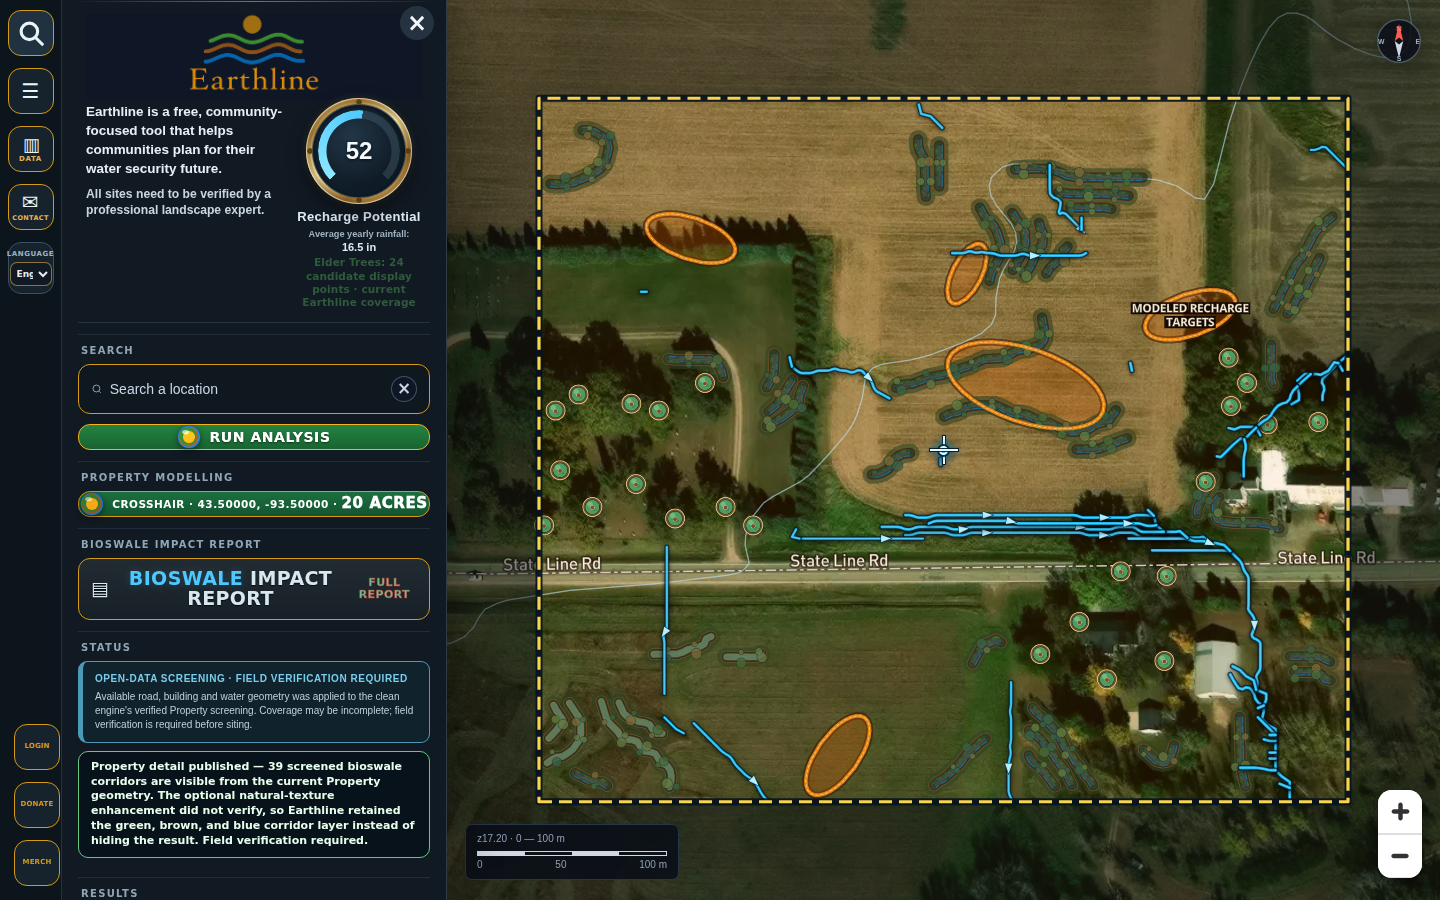 Earthline
Earthline is a free, community-
focused tool that helps
communities plan for their
water security future.
All sites need to be verified by a
professional landscape expert.
52
Recharge Potential
Average yearly rainfall:
16.5 in
Elder Trees: 24
candidate display
points · current
Earthline coverage
DATA
CONTACT
LANGUAGE
Eng
SEARCH
Search a location
RUN ANALYSIS
PROPERTY MODELLING
CROSSHAIR · 43.50000, -93.50000 · 20 ACRES
BIOSWALE IMPACT REPORT
BIOSWALE IMPACT
REPORT
FULL
REPORT
STATUS
OPEN-DATA SCREENING · FIELD VERIFICATION REQUIRED
Available road, building and water geometry was applied to the clean
engine's verified Property screening. Coverage may be incomplete; field
verification is required before siting.
Property detail published — 39 screened bioswale
corridors are visible from the current Property
geometry. The optional natural-texture
enhancement did not verify, so Earthline retained
the green, brown, and blue corridor layer instead of
hiding the result. Field verification required.
RESULTS
LOGIN
DONATE
MERCH
MODELED RECHARGE
TARGETS
State Line Rd
State Line Rd
State Lin Rd
W
E
S
z17.20 · 0 — 100 m
0 50 100 m